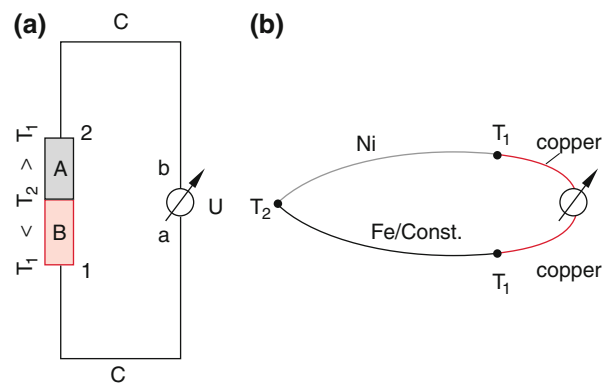 (a)
C
2
A
B
1
T₁ < T₂ > T₁
b
U
a
C
(b)
Ni
T₁
copper
T₂
Fe/Const.
T₁
copper